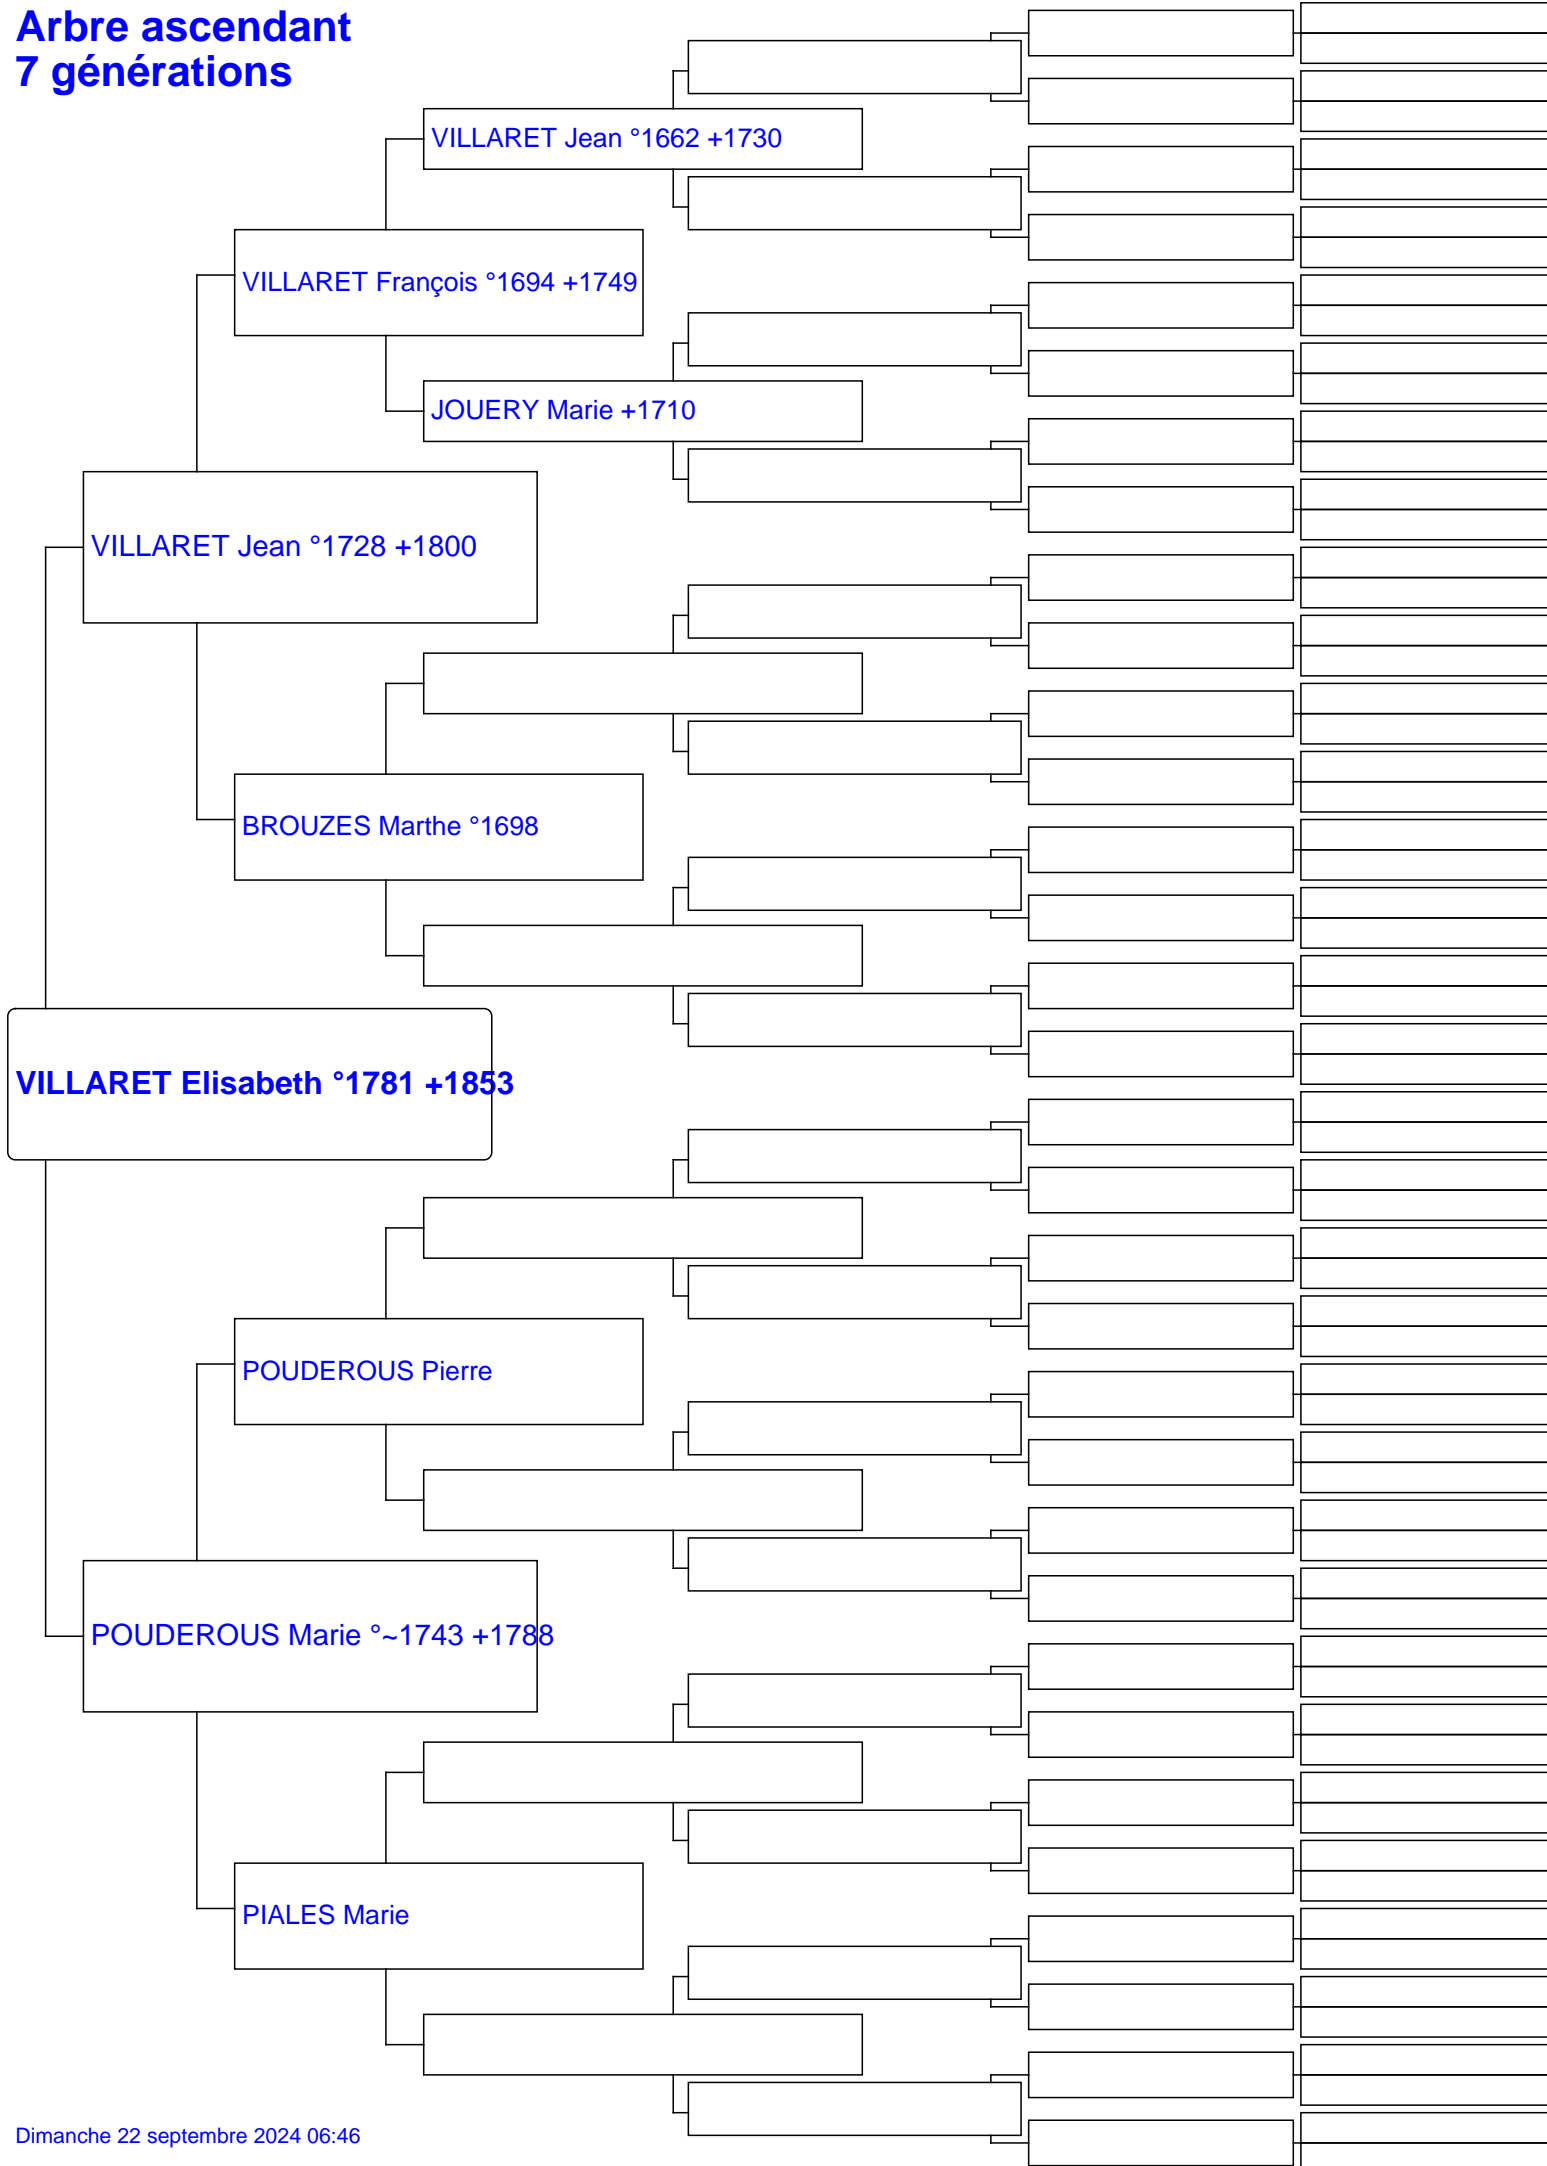 Arbre ascendant
7 générations
VILLARET Jean °1662 +1730
VILLARET François °1694 +1749
JOUERY Marie +1710
VILLARET Jean °1728 +1800
BROUZES Marthe °1698
VILLARET Elisabeth °1781 +1853
POUDEROUS Pierre
POUDEROUS Marie °~1743 +1788
PIALES Marie
Dimanche 22 septembre 2024 06:46